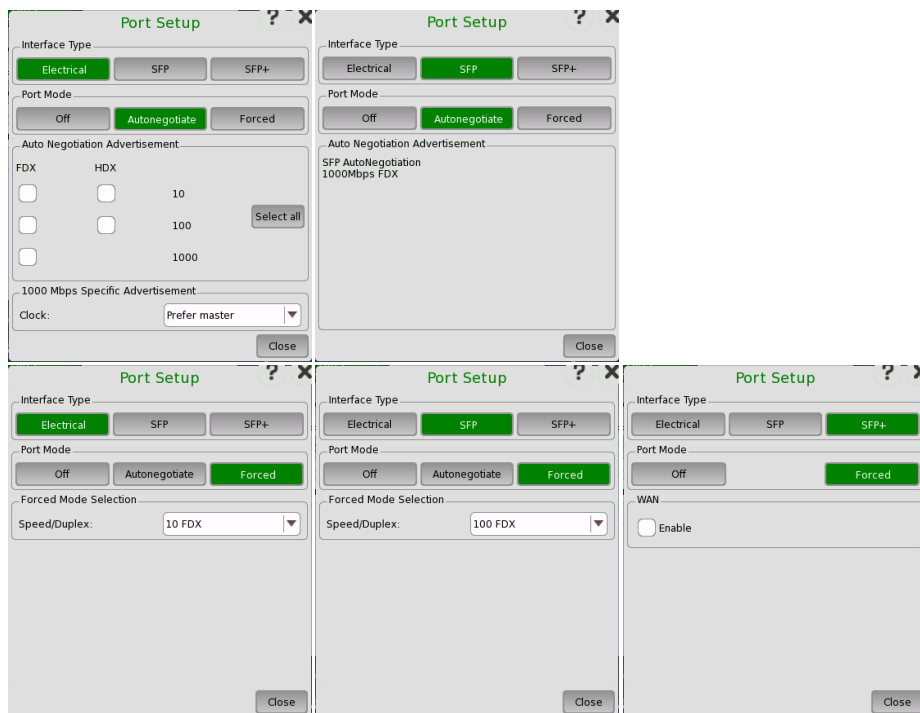 Port Setup ?
Interface Type
Electrical SFP SFP+
Port Mode
Off Autonegotiate Forced
Auto Negotiation Advertisement
FDX HDX
10
100
Select all
1000
1000 Mbps Specific Advertisement
Clock: Prefer master
Close
Port Setup ?
Interface Type
Electrical SFP SFP+
Port Mode
Off Autonegotiate Forced
Auto Negotiation Advertisement
SFP AutoNegotiation
1000Mbps FDX
Close
Port Setup ?
Interface Type
Electrical SFP SFP+
Port Mode
Off Autonegotiate Forced
Forced Mode Selection
Speed/Duplex: 10 FDX
Close
Port Setup ?
Interface Type
Electrical SFP SFP+
Port Mode
Off Autonegotiate Forced
Forced Mode Selection
Speed/Duplex: 100 FDX
Close
Port Setup ?
Interface Type
Electrical SFP SFP+
Port Mode
Off Forced
WAN
Enable
Close